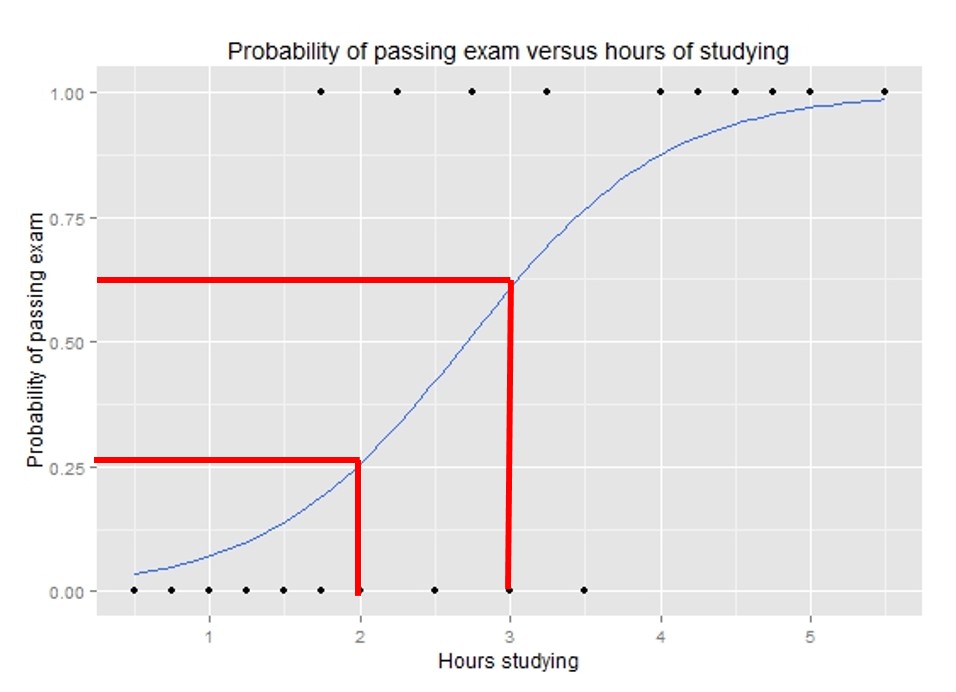 Probability of passing exam versus hours of studying
Probability of passing exam
1.00
0.75
0.50
0.25
0.00
1 2 3 4 5
Hours studying